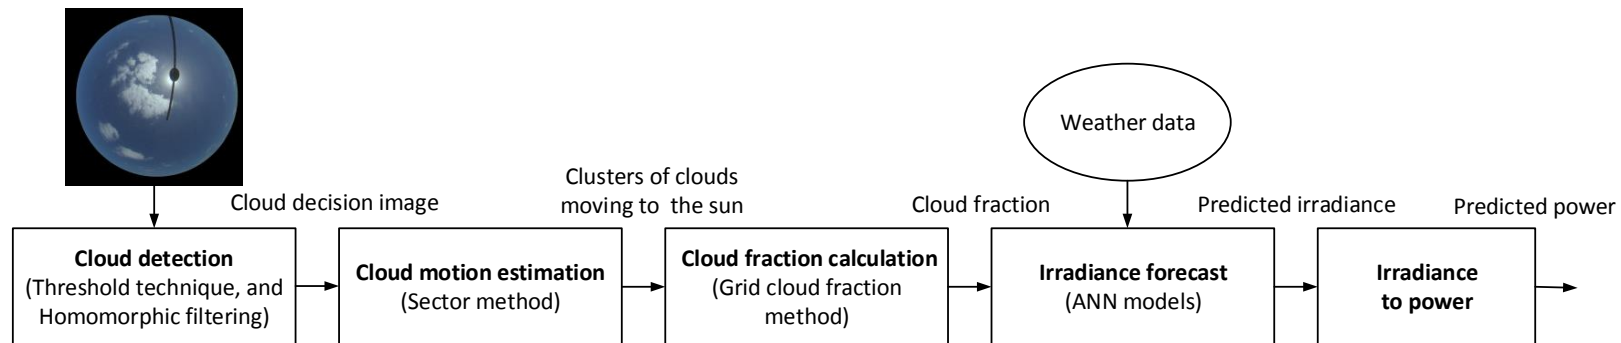 Weather data
Cloud decision image
Clusters of clouds
moving to the sun
Cloud fraction
Predicted irradiance
Predicted power
Cloud detection
(Threshold technique, and
Homomorphic filtering)
Cloud motion estimation
(Sector method)
Cloud fraction calculation
(Grid cloud fraction
method)
Irradiance forecast
(ANN models)
Irradiance
to power